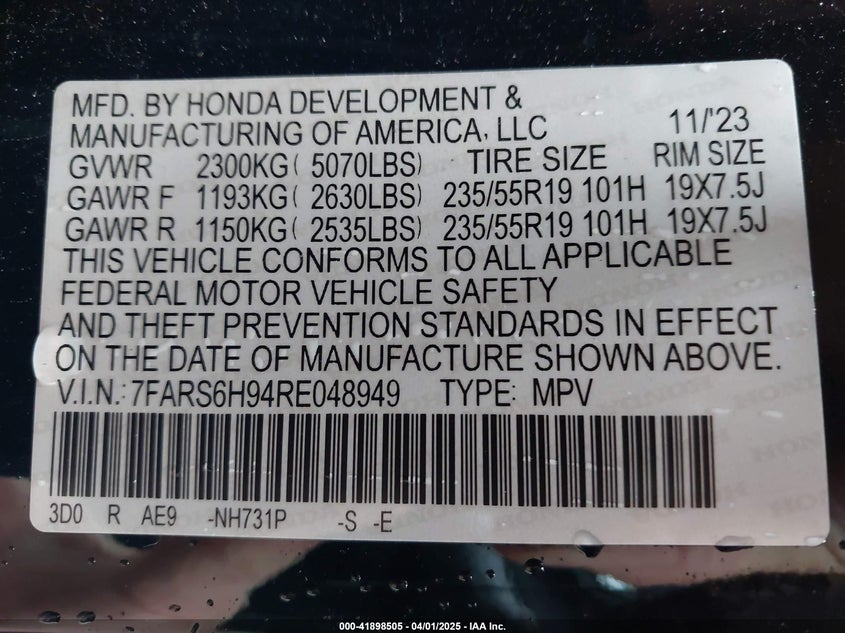 MFD. BY HONDA DEVELOPMENT &
MANUFACTURING OF AMERICA, LLC 11/'23
GVWR 2300KG( 5070LBS) TIRE SIZE RIM SIZE
GAWR F 1193KG( 2630LBS) 235/55R19 101H 19X7.5J
GAWR R 1150KG( 2535LBS) 235/55R19 101H 19X7.5J
THIS VEHICLE CONFORMS TO ALL APPLICABLE
FEDERAL MOTOR VEHICLE SAFETY
AND THEFT PREVENTION STANDARDS IN EFFECT
ON THE DATE OF MANUFACTURE SHOWN ABOVE.
V.I.N.: 7FARS6H94RE048949 TYPE: MPV
3D0 R AE9 -NH731P -S -E
000-41898505 - 04/01/2025 - IAA Inc.